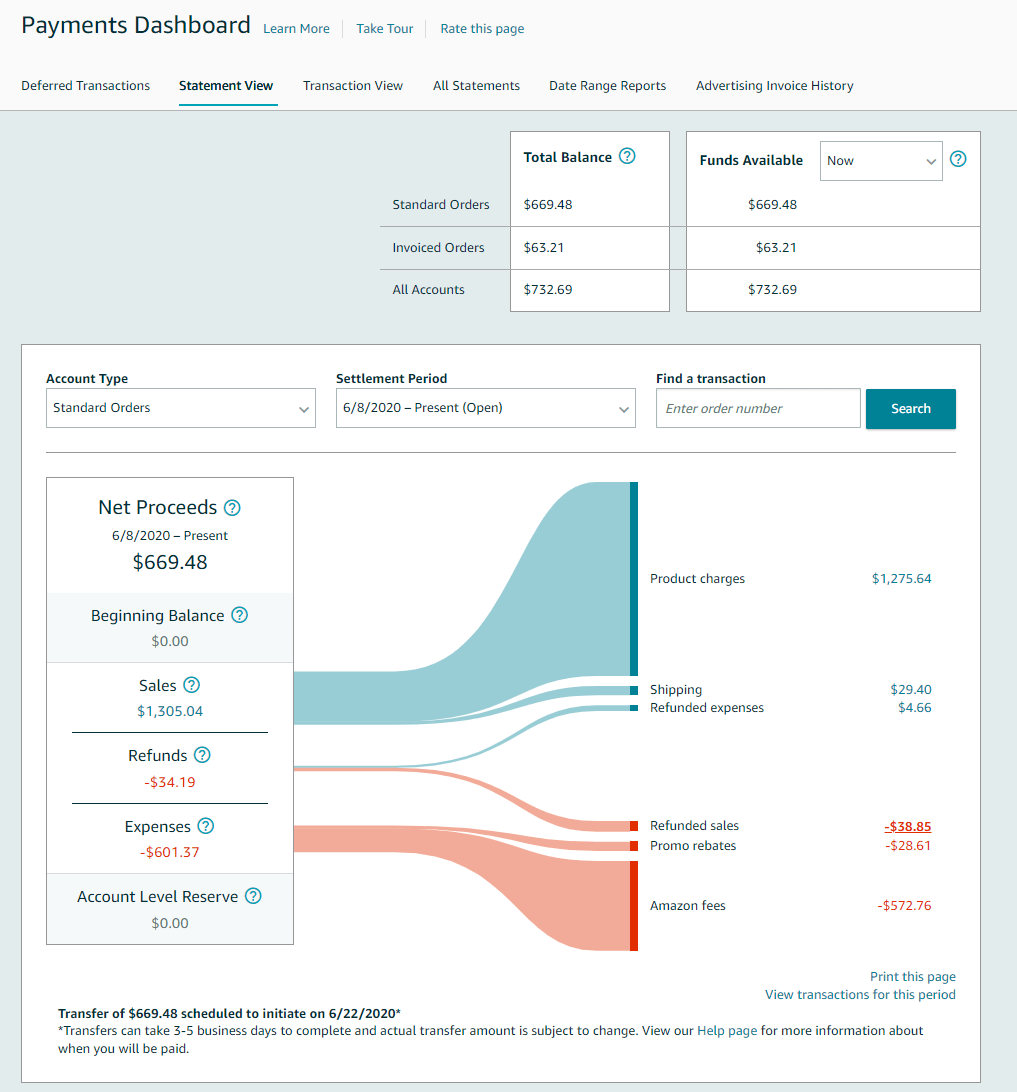 Payments Dashboard Learn More Take Tour Rate this page
Deferred Transactions Statement View Transaction View All Statements Date Range Reports Advertising Invoice History
Total Balance ? Funds Available Now ?
Standard Orders $669.48 $669.48
Invoiced Orders $63.21 $63.21
All Accounts $732.69 $732.69
Account Type Settlement Period Find a transaction
Standard Orders 6/8/2020 – Present (Open) Enter order number Search
Net Proceeds ?
6/8/2020 – Present
$669.48
Beginning Balance ?
$0.00
Sales ?
$1,305.04
Refunds ?
-$34.19
Expenses ?
-$601.37
Account Level Reserve ?
$0.00
Product charges $1,275.64
Shipping $29.40
Refunded expenses $4.66
Refunded sales -$38.85
Promo rebates -$28.61
Amazon fees -$572.76
Print this page
View transactions for this period
Transfer of $669.48 scheduled to initiate on 6/22/2020*
*Transfers can take 3-5 business days to complete and actual transfer amount is subject to change. View our Help page for more information about
when you will be paid.